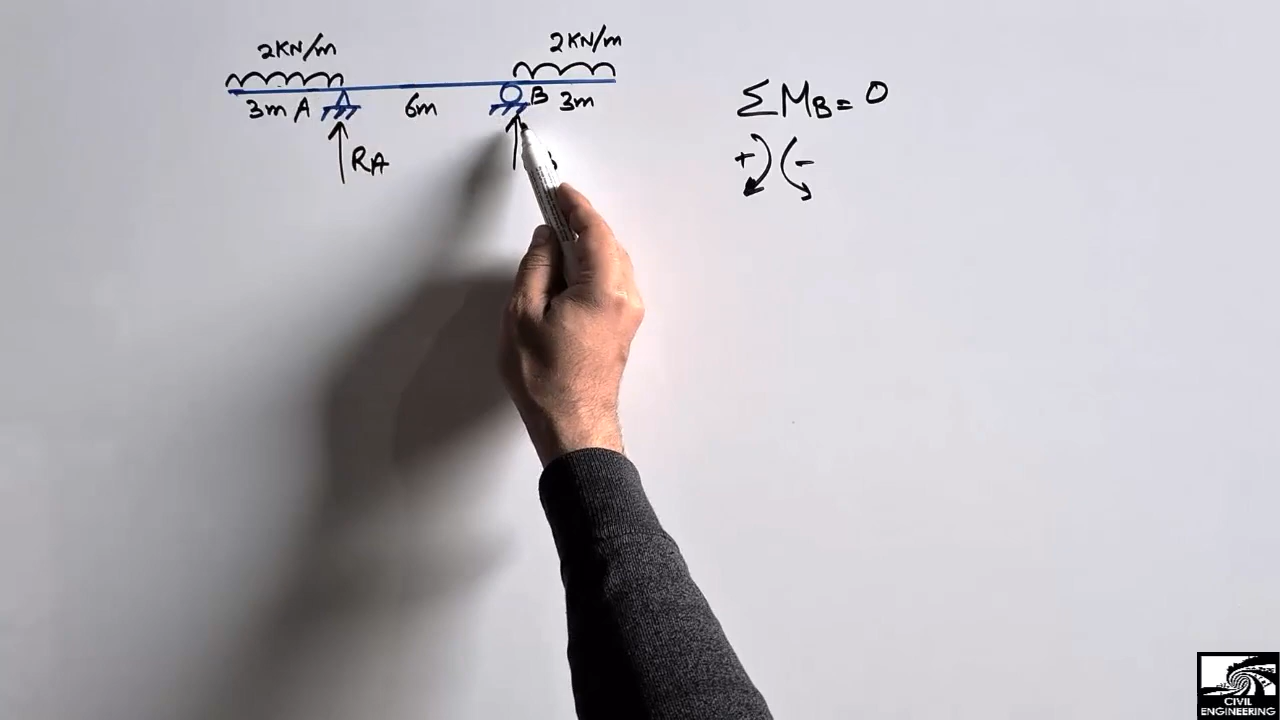 2KN/m 2KN/m
3m A 6m B 3m
RA
ΣMB = 0
+ -
CIVIL
ENGINEERING